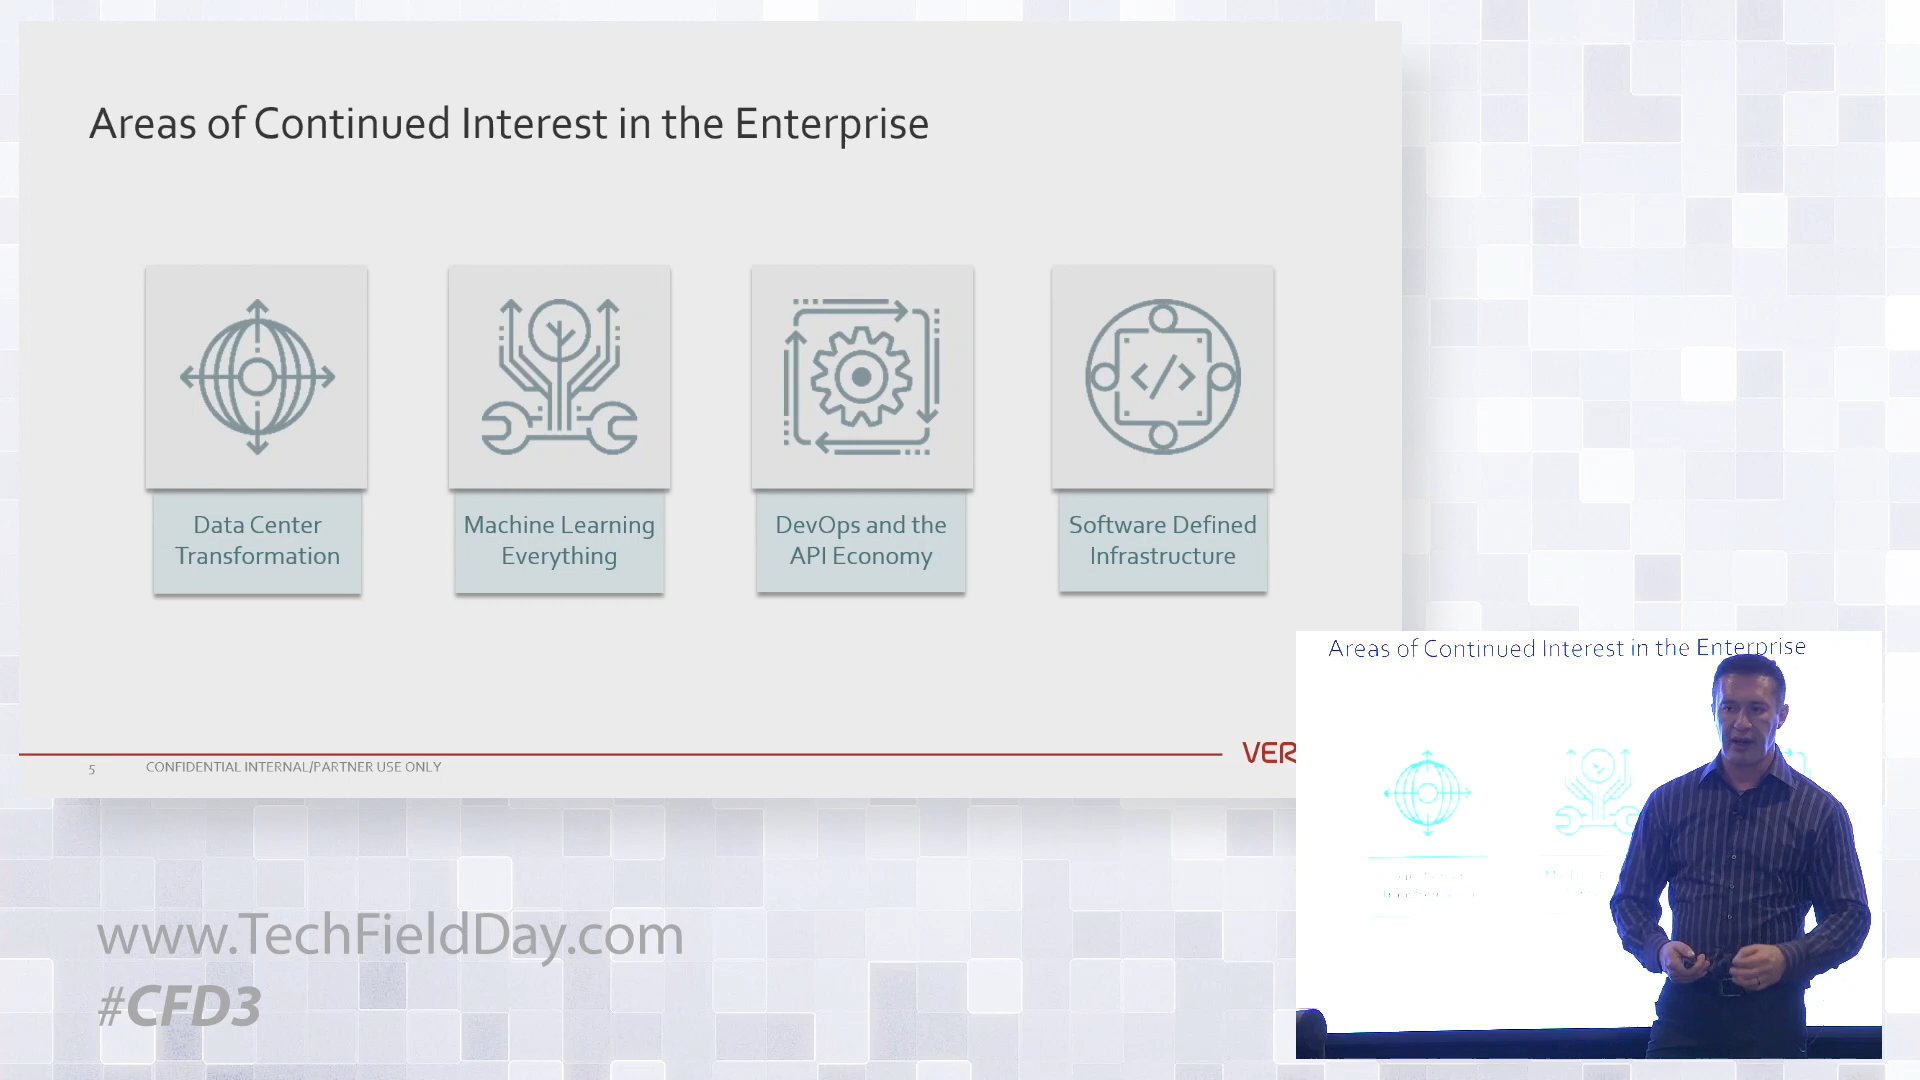 Areas of Continued Interest in the Enterprise
Data Center
Transformation
Machine Learning
Everything
DevOps and the
API Economy
Software Defined
Infrastructure
5
CONFIDENTIAL INTERNAL/PARTNER USE ONLY
VER
Areas of Continued Interest in the Enterprise
www.TechFieldDay.com
#CFD3